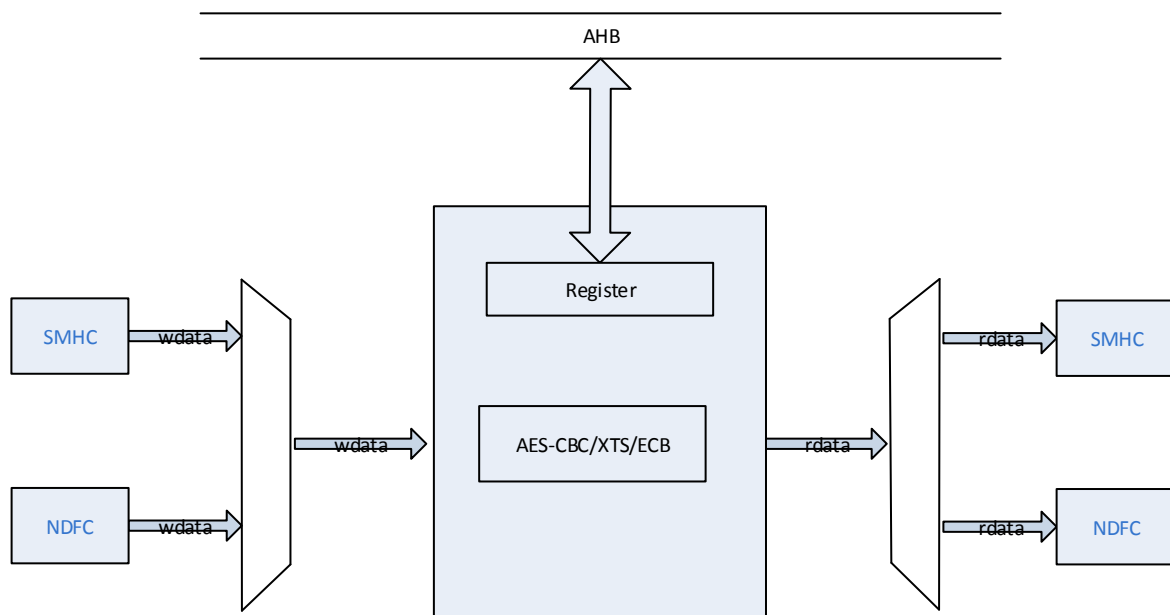 AHB
Register
SMHC
wdata
rdata
SMHC
wdata
AES-CBC/XTS/ECB
rdata
NDFC
wdata
rdata
NDFC